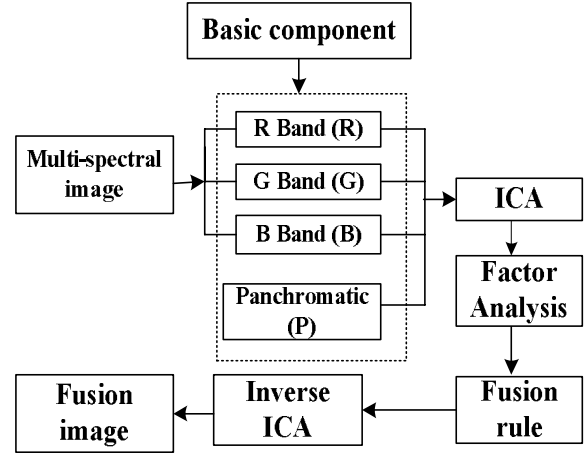 Basic component
R Band (R)
Multi-spectral
image
G Band (G)
B Band (B)
Panchromatic
(P)
ICA
Factor
Analysis
Fusion
rule
Inverse
ICA
Fusion
image